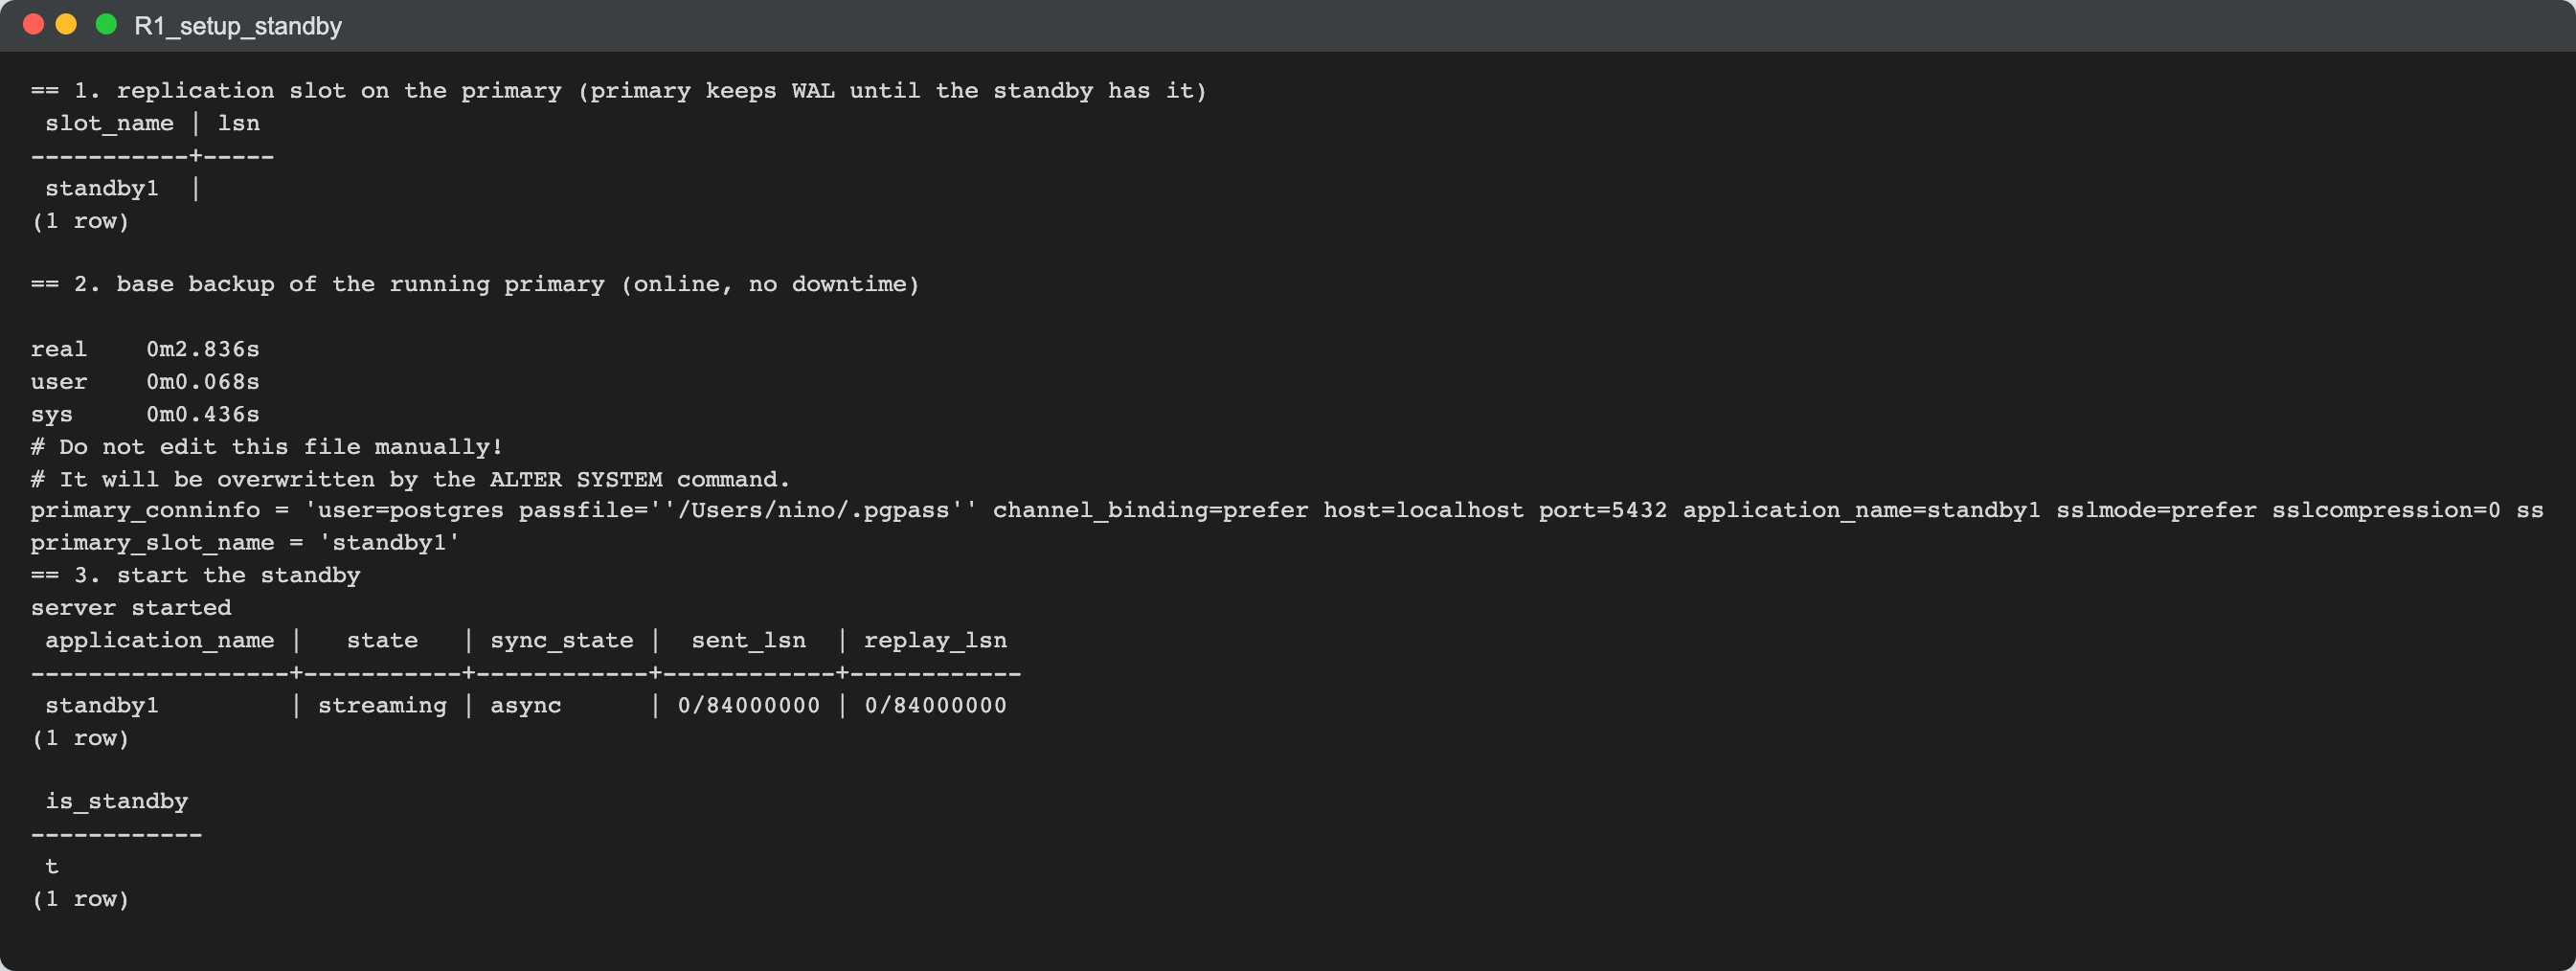 R1_setup_standby
== 1. replication slot on the primary (primary keeps WAL until the standby has it)
 slot_name | lsn
-----------+-----
 standby1  |
(1 row)

== 2. base backup of the running primary (online, no downtime)

real    0m2.836s
user    0m0.068s
sys     0m0.436s
# Do not edit this file manually!
# It will be overwritten by the ALTER SYSTEM command.
primary_conninfo = 'user=postgres passfile=''/Users/nino/.pgpass'' channel_binding=prefer host=localhost port=5432 application_name=standby1 sslmode=prefer sslcompression=0 ss
primary_slot_name = 'standby1'
== 3. start the standby
server started
 application_name |   state   | sync_state |  sent_lsn  | replay_lsn
------------------+-----------+------------+------------+------------
 standby1         | streaming | async      | 0/84000000 | 0/84000000
(1 row)

 is_standby
------------
 t
(1 row)